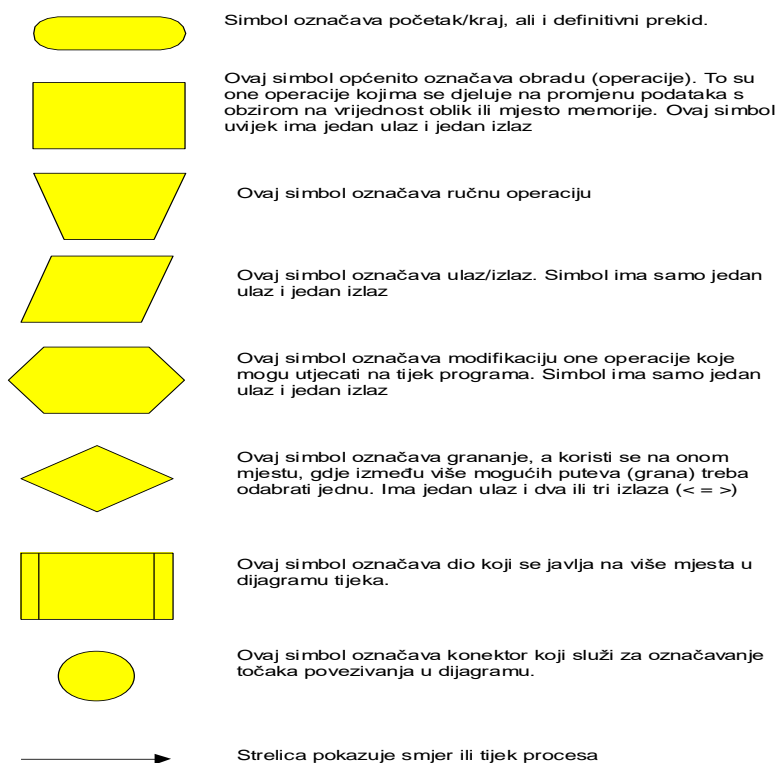 Simbol označava početak/kraj, ali i definitivni prekid.
Ovaj simbol općenito označava obradu (operacije). To su
one operacije kojima se djeluje na promjenu podataka s
obzirom na vrijednost oblik ili mjesto memorije. Ovaj simbol
uvijek ima jedan ulaz i jedan izlaz
Ovaj simbol označava ručnu operaciju
Ovaj simbol označava ulaz/izlaz. Simbol ima samo jedan
ulaz i jedan izlaz
Ovaj simbol označava modifikaciju one operacije koje
mogu utjecati na tijek programa. Simbol ima samo jedan
ulaz i jedan izlaz
Ovaj simbol označava grananje, a koristi se na onom
mjestu, gdje između više mogućih puteva (grana) treba
odabrati jednu. Ima jedan ulaz i dva ili tri izlaza (< = >)
Ovaj simbol označava dio koji se javlja na više mjesta u
dijagramu tijeka.
Ovaj simbol označava konektor koji služi za označavanje
točaka povezivanja u dijagramu.
Strelica pokazuje smjer ili tijek procesa